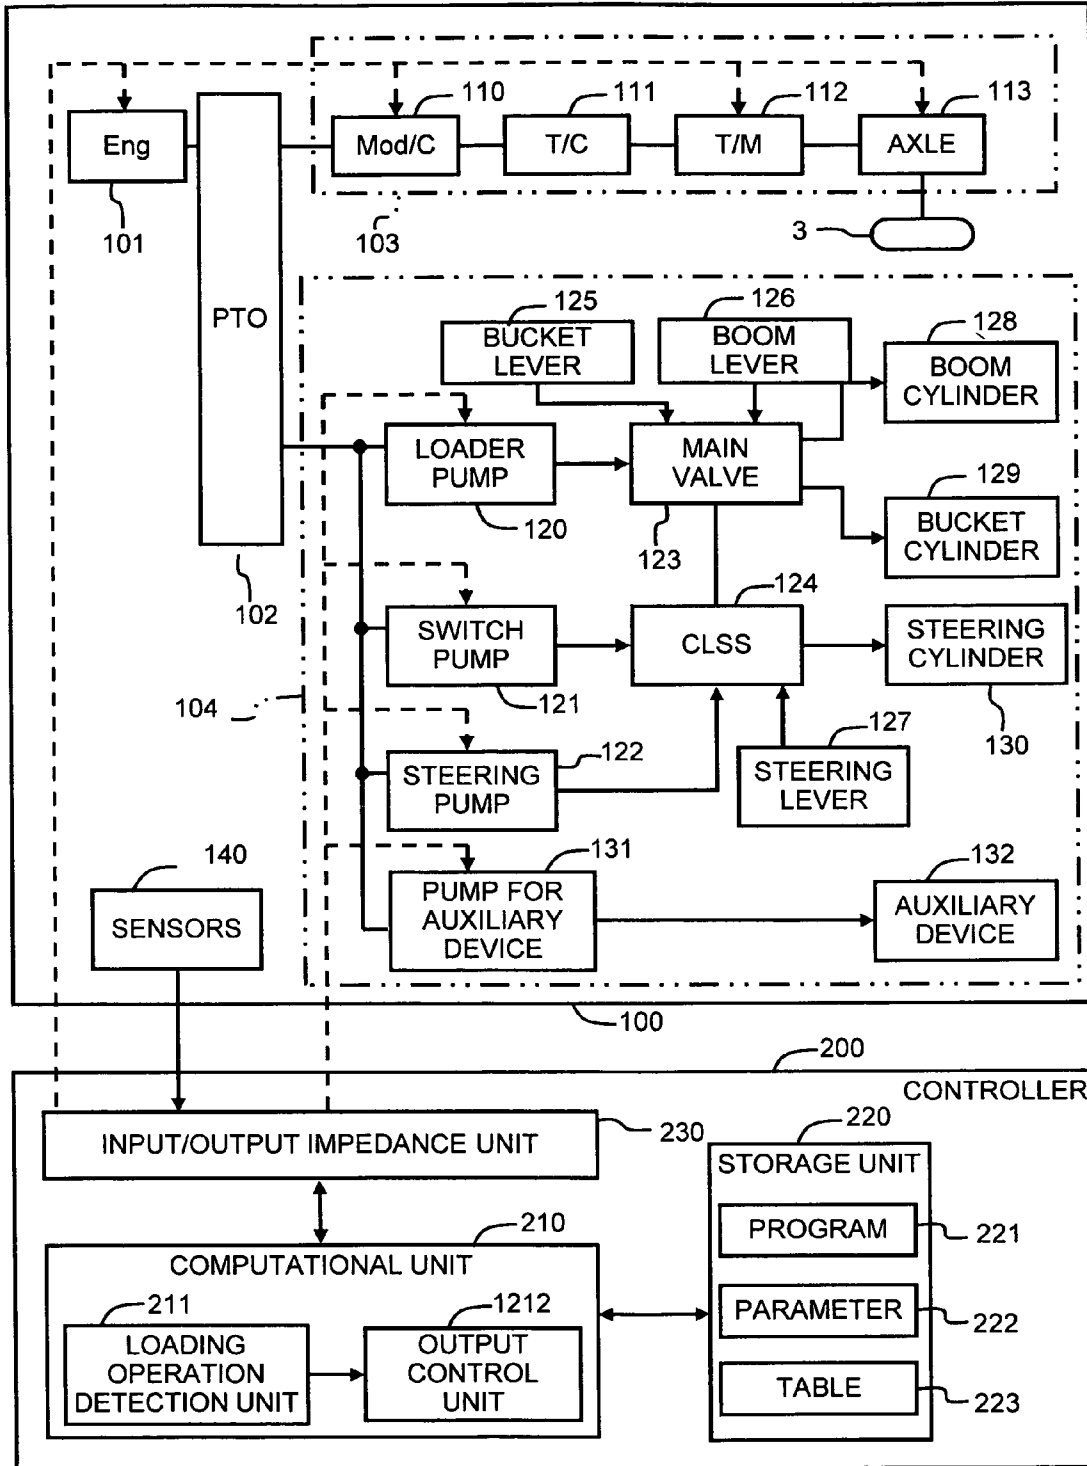 110
111
112
113
Eng
Mod/C
T/C
T/M
AXLE
101
103
3
PTO
125
126
128
BUCKET
LEVER
BOOM
LEVER
BOOM
CYLINDER
LOADER
PUMP
MAIN
VALVE
129
120
123
BUCKET
CYLINDER
102
124
SWITCH
PUMP
CLSS
STEERING
CYLINDER
104
121
127
130
122
STEERING
PUMP
STEERING
LEVER
140
131
132
SENSORS
PUMP FOR
AUXILIARY
DEVICE
AUXILIARY
DEVICE
100
200
CONTROLLER
INPUT/OUTPUT IMPEDANCE UNIT
230
220
STORAGE UNIT
210
PROGRAM
221
COMPUTATIONAL UNIT
211
1212
PARAMETER
222
LOADING
OPERATION
DETECTION UNIT
OUTPUT
CONTROL
UNIT
TABLE
223